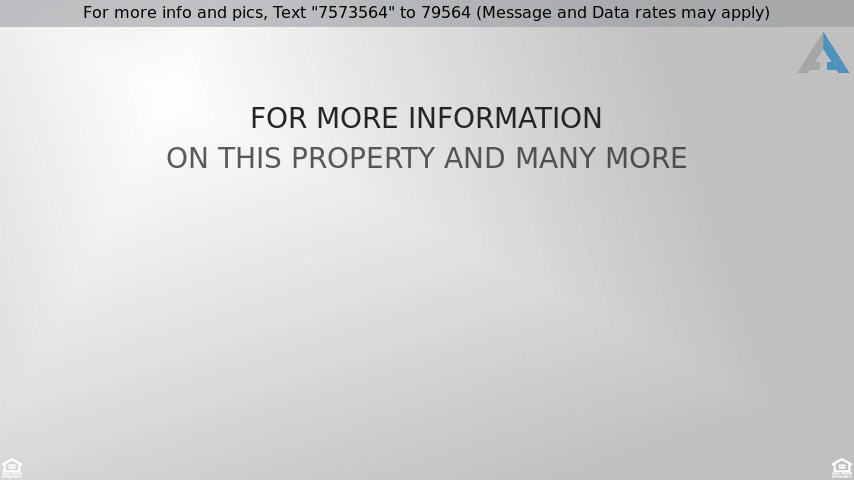 For more info and pics, Text "7573564" to 79564 (Message and Data rates may apply)
FOR MORE INFORMATION
ON THIS PROPERTY AND MANY MORE